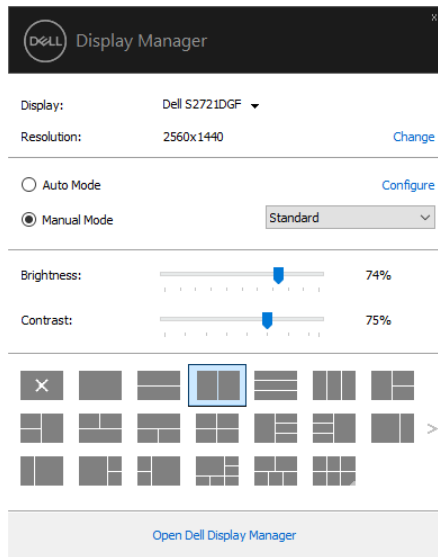 DELL Display Manager
Display: Dell S2721DGF
Resolution: 2560x1440 Change
Auto Mode Configure
Manual Mode Standard
Brightness: 74%
Contrast: 75%
Open Dell Display Manager